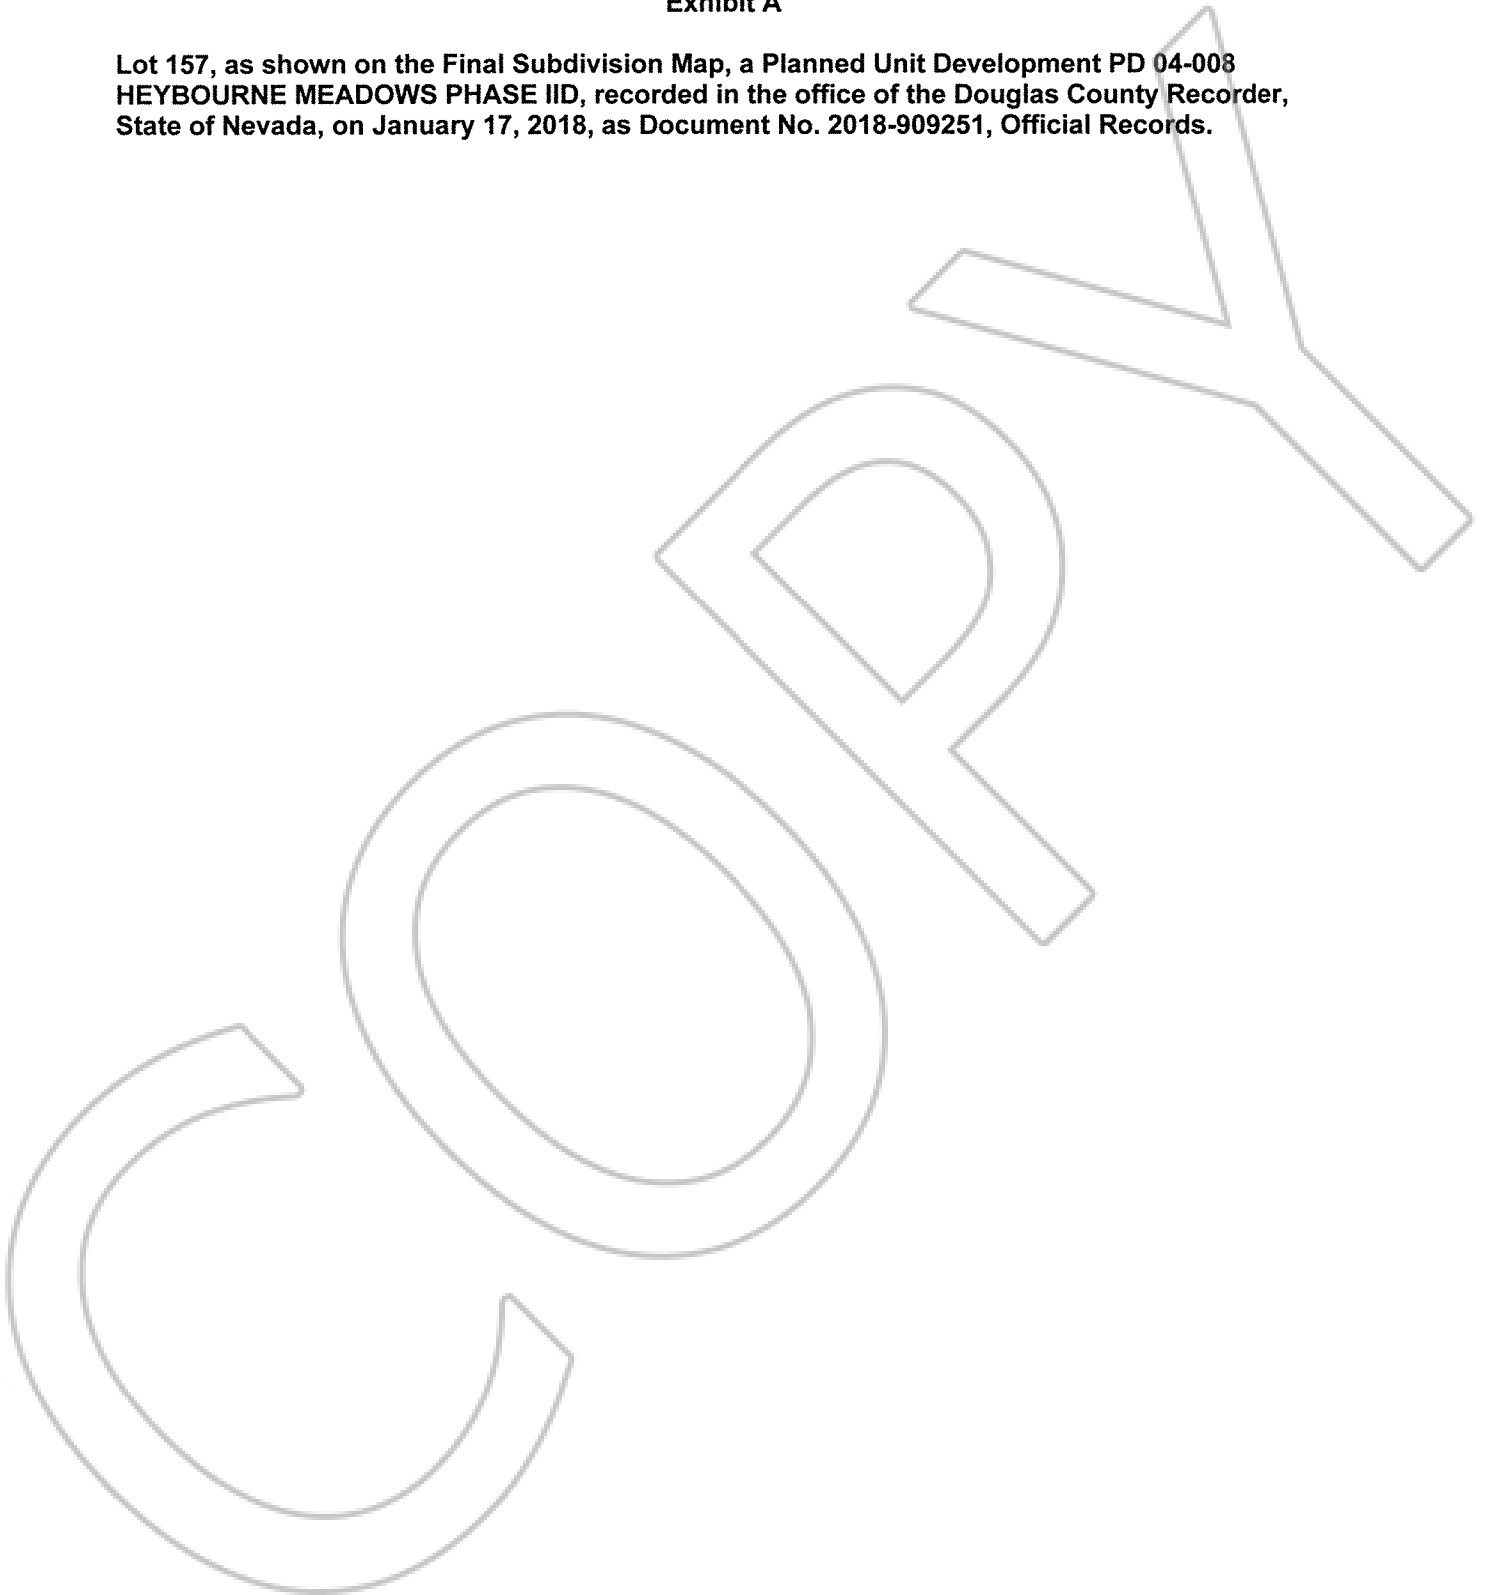 Exhibit A
Lot 157, as shown on the Final Subdivision Map, a Planned Unit Development PD 04-008
HEYBOURNE MEADOWS PHASE IID, recorded in the office of the Douglas County Recorder,
State of Nevada, on January 17, 2018, as Document No. 2018-909251, Official Records.
COPY